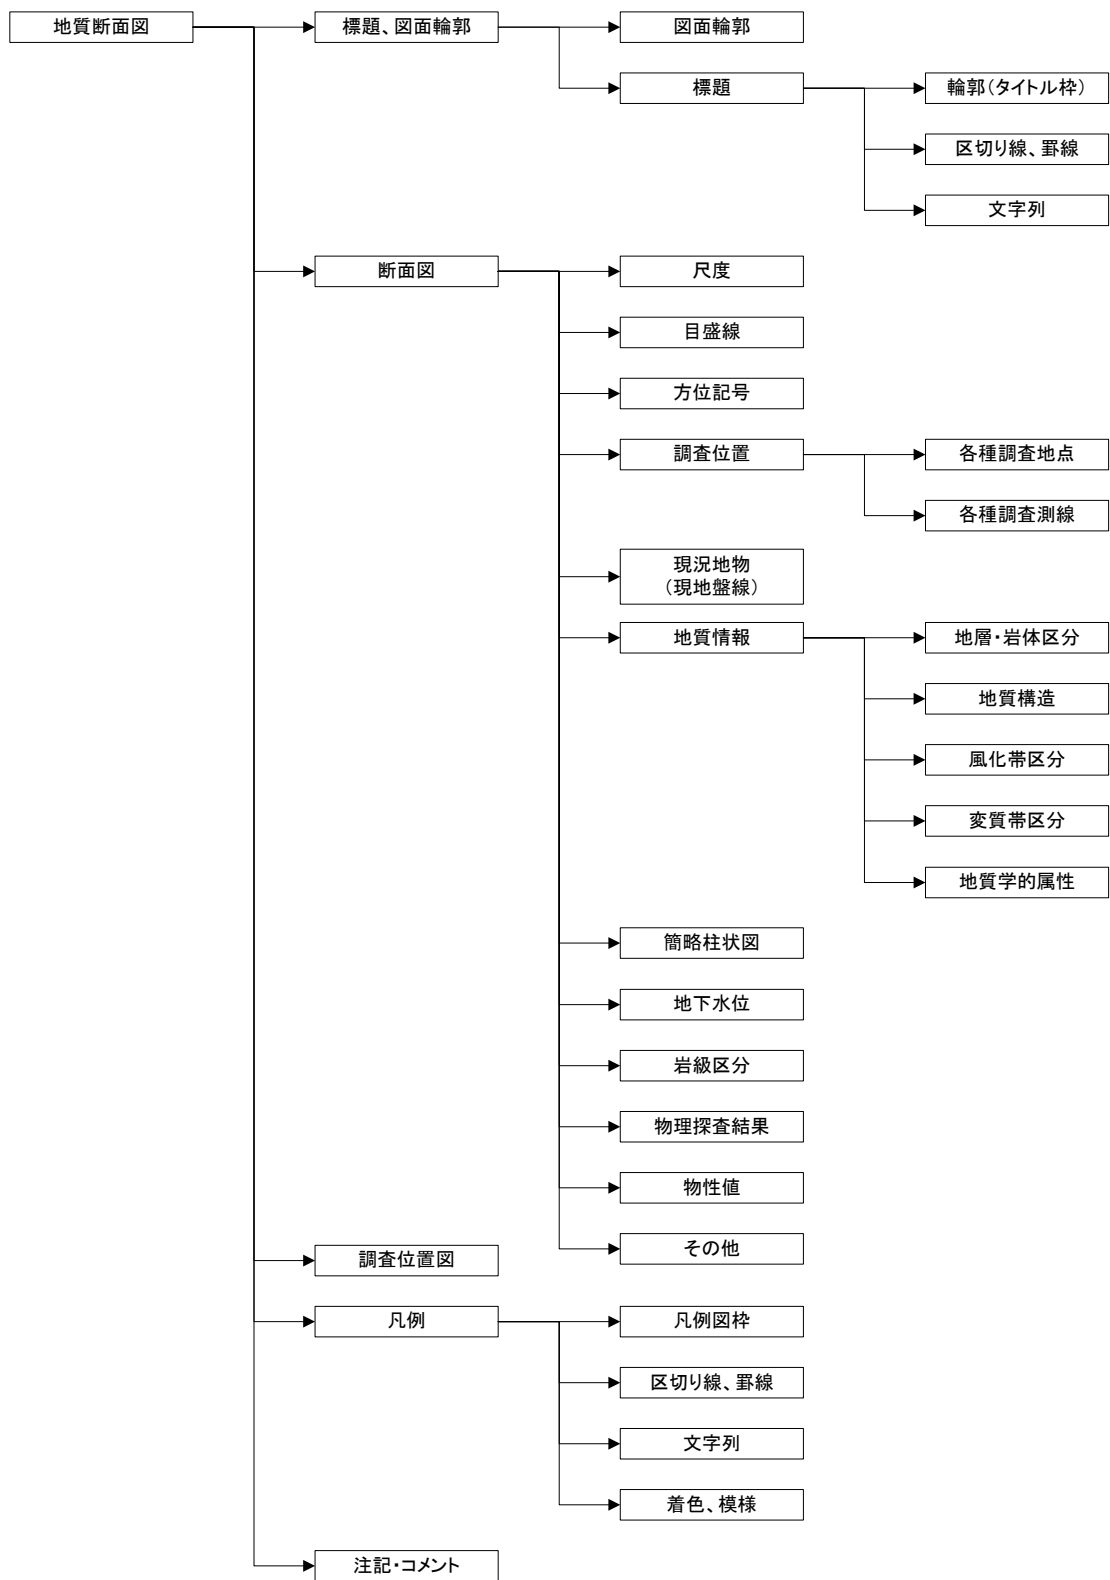 地質断面図
標題、図面輪郭
図面輪郭
標題
輪郭（タイトル枠）
区切り線、罫線
文字列
断面図
尺度
目盛線
方位記号
調査位置
各種調査地点
各種調査測線
現況地物
（現地盤線）
地質情報
地層・岩体区分
地質構造
風化帯区分
変質帯区分
地質学的属性
簡略柱状図
地下水位
岩級区分
物理探査結果
物性値
その他
調査位置図
凡例
凡例図枠
区切り線、罫線
文字列
着色、模様
注記・コメント